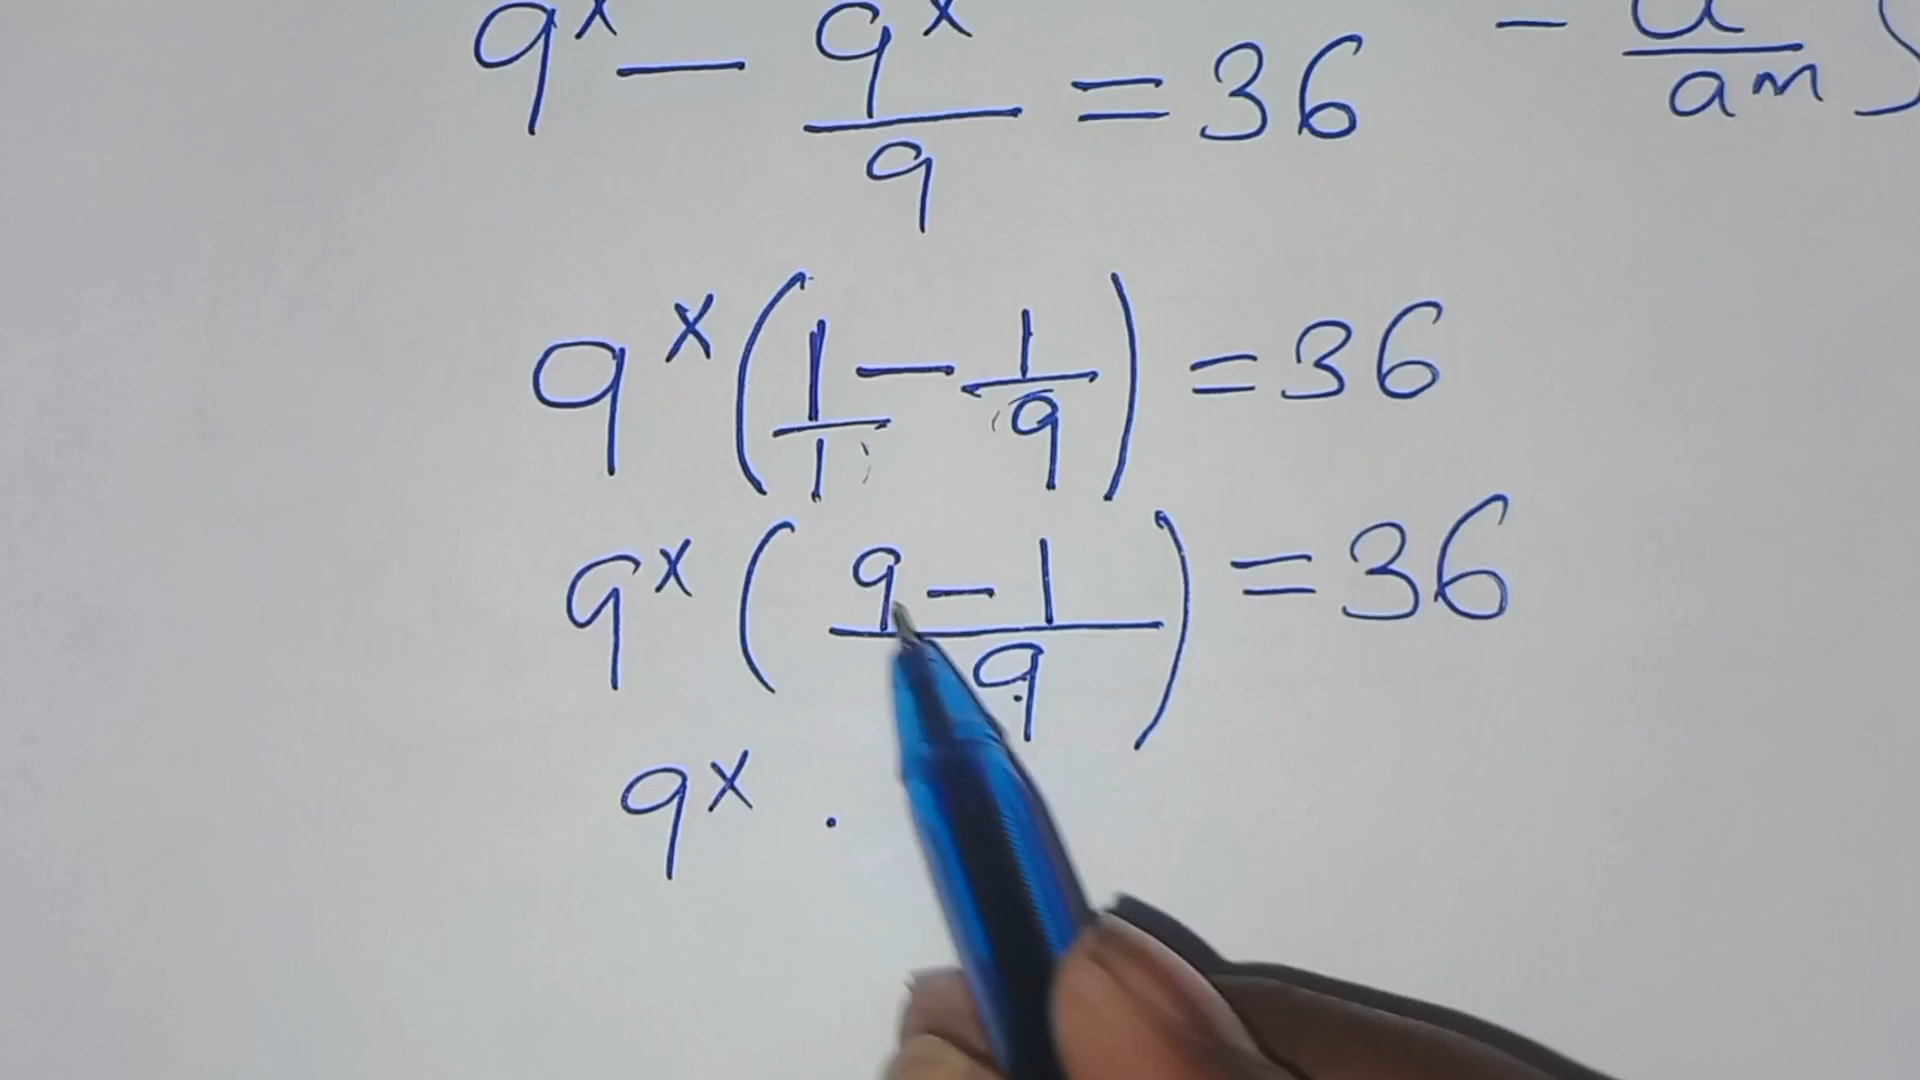 9^x − 9^x/9 = 36
− a/a^m }
9^x (1/1 − 1/9) = 36
9^x ((9 − 1)/9) = 36
9^x .